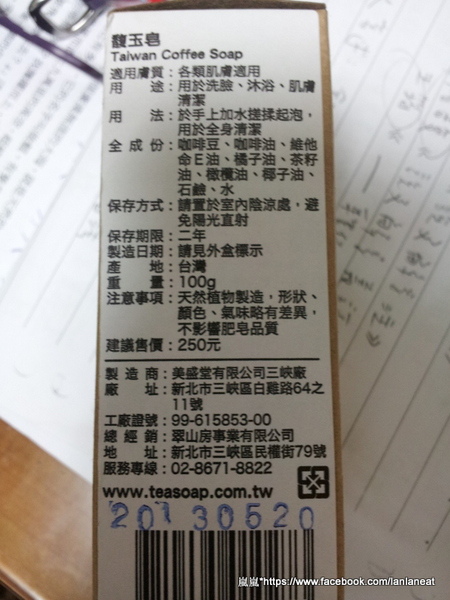 馥玉皂
Taiwan Coffee Soap
適用膚質：各類肌膚適用
用　　途：用於洗臉、沐浴、肌膚
清潔
用　　法：於手上加水搓揉起泡，
用於全身清潔
全 成 份：咖啡豆、咖啡油、維他
命E油、橘子油、茶籽
油、橄欖油、椰子油、
石鹼、水
保存方式：請置於室內陰涼處，避
免陽光直射
保存期限：二年
製造日期：請見外盒標示
產　　地：台灣
重　　量：100g
注意事項：天然植物製造，形狀、
顏色、氣味略有差異，
不影響肥皂品質
建議售價：250元
製 造 商：美盛堂有限公司三峽廠
廠　　址：新北市三峽區白雞路64之
11號
工廠證號：99-615853-00
總 經 銷：翠山房事業有限公司
地　　址：新北市三峽區民權街79號
服務專線：02-8671-8822
www.teasoap.com.tw
20130520
嵐嵐*https://www.facebook.com/lanlaneat